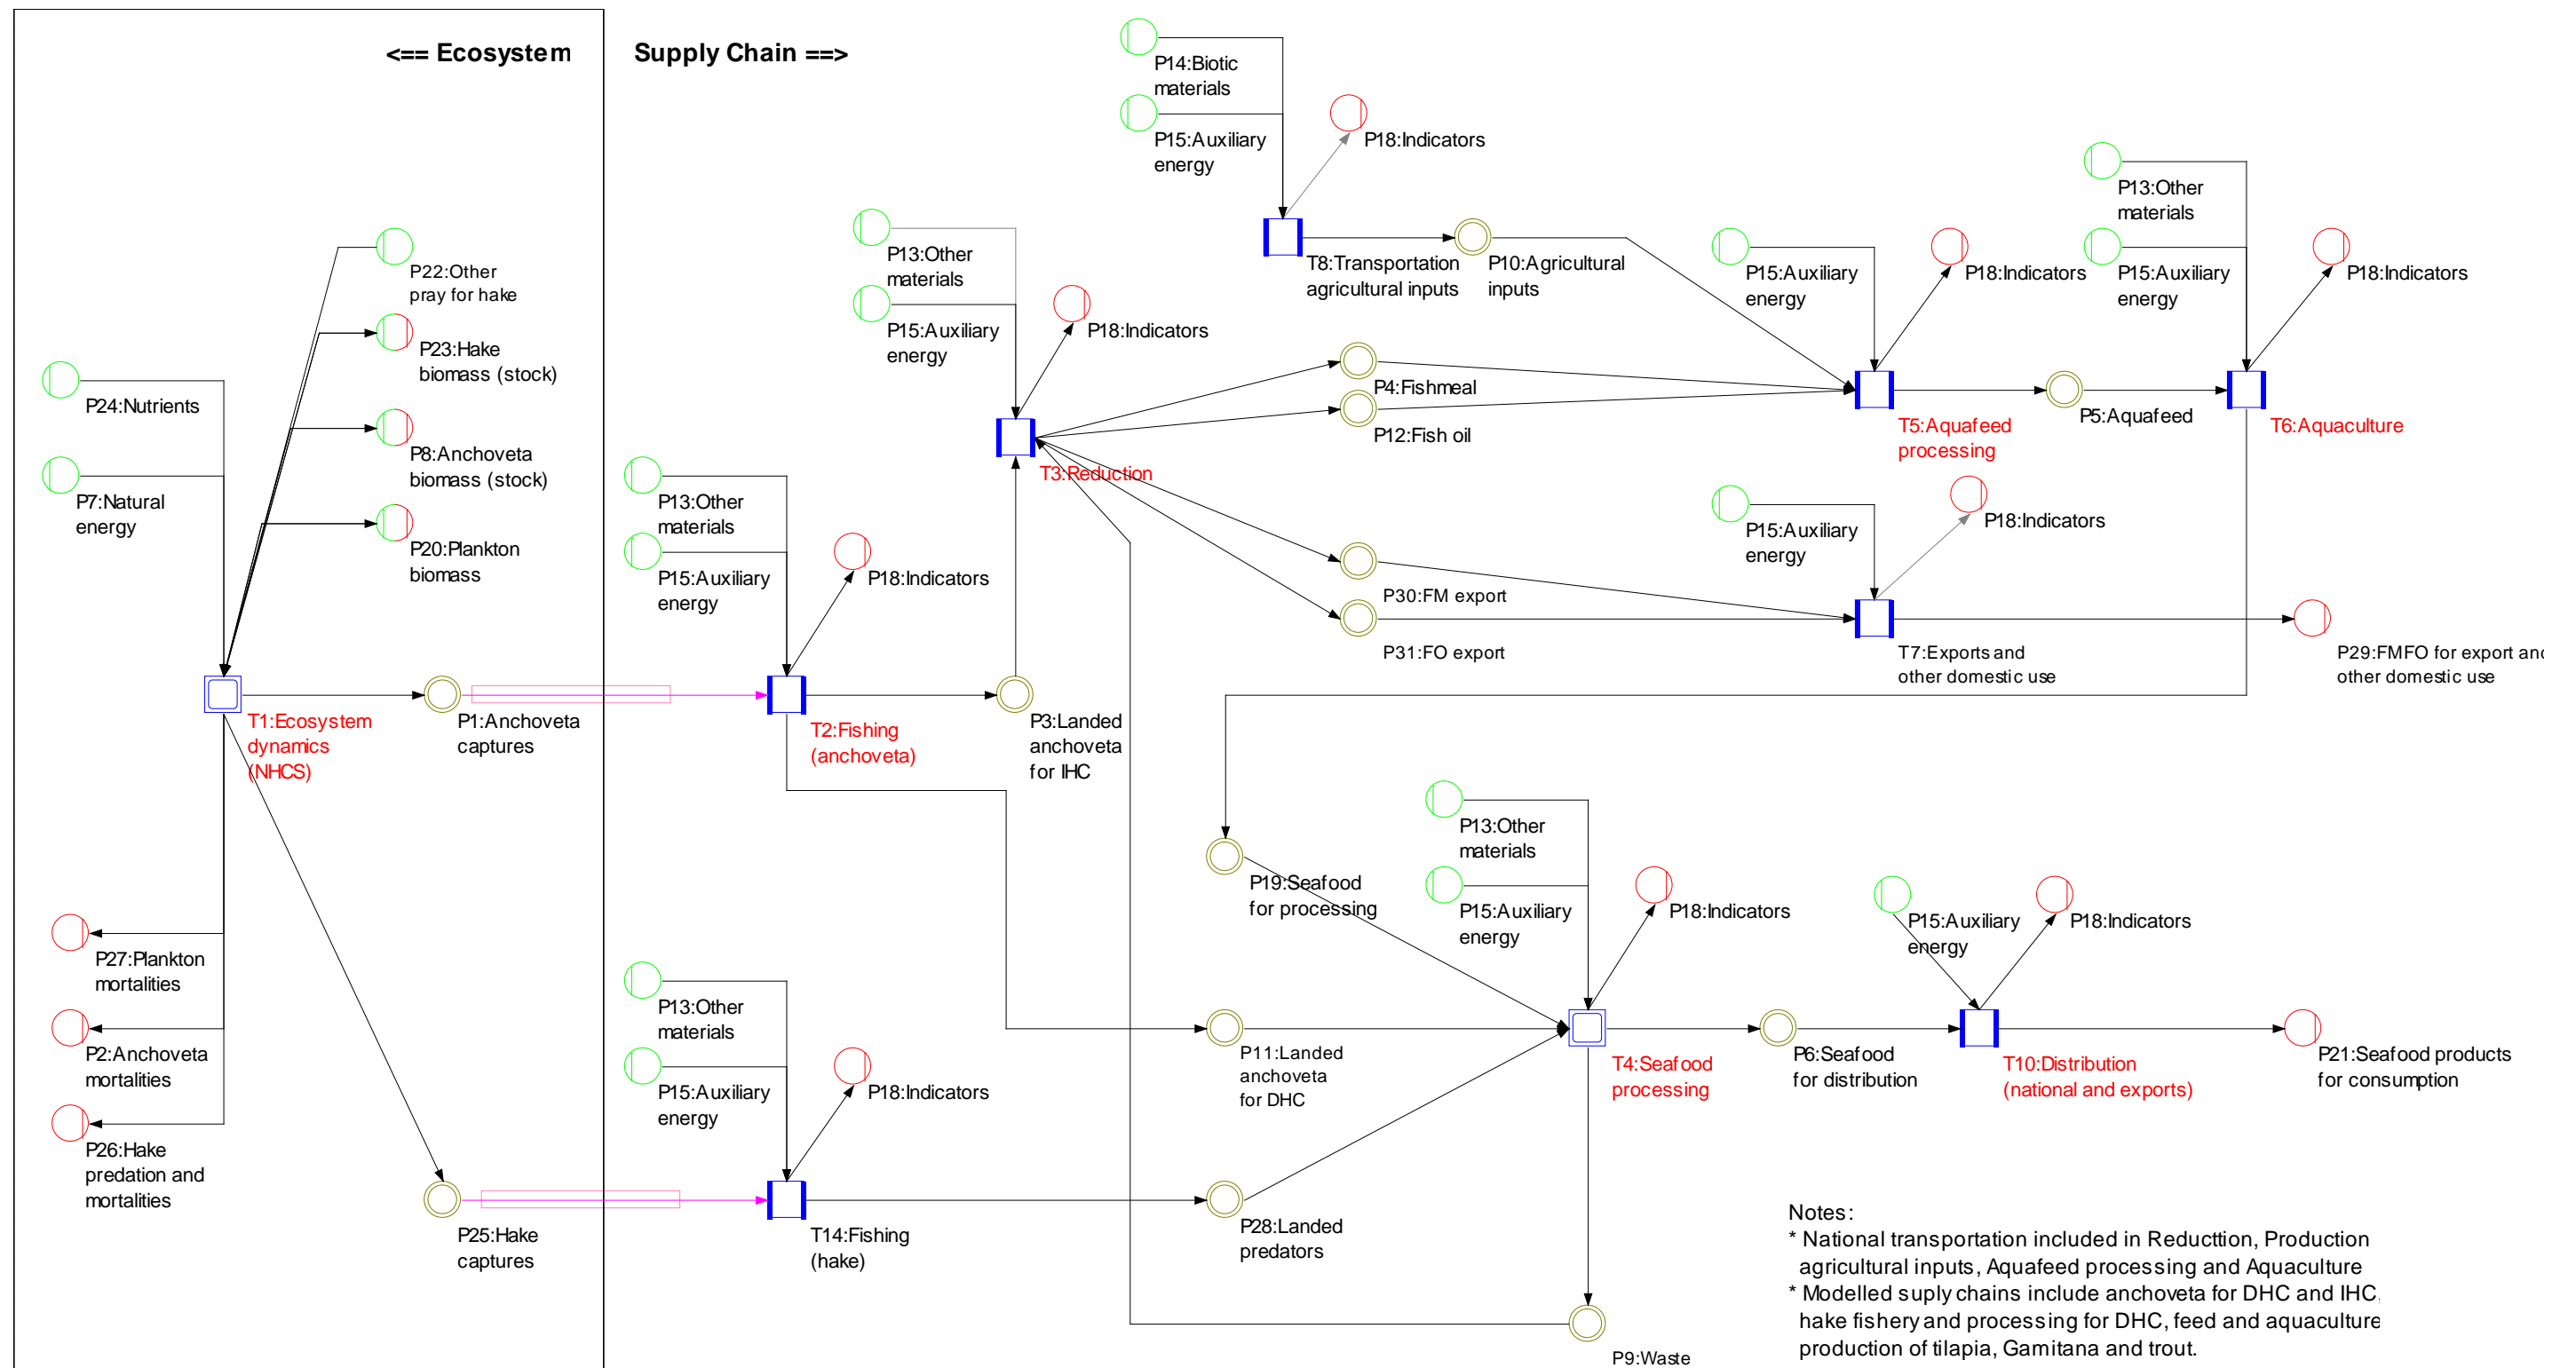 <== Ecosystem
Supply Chain ==>
P14:Biotic
materials
P15:Auxiliary
energy
P18:Indicators
P13:Other
materials
P15:Auxiliary
energy
P18:Indicators
P22:Other
pray for hake
P23:Hake
biomass (stock)
P8:Anchoveta
biomass (stock)
P20:Plankton
biomass
P24:Nutrients
P7:Natural
energy
P13:Other
materials
P15:Auxiliary
energy
P18:Indicators
T8:Transportation
agricultural inputs
P10:Agricultural
inputs
P15:Auxiliary
energy
P18:Indicators
P13:Other
materials
P15:Auxiliary
energy
P18:Indicators
P4:Fishmeal
P12:Fish oil
T3:Reduction
T5:Aquafeed
processing
P5:Aquafeed
T6:Aquaculture
P15:Auxiliary
energy
P18:Indicators
P30:FM export
P31:FO export
T7:Exports and
other domestic use
P29:FMFO for export and
other domestic use
T1:Ecosystem
dynamics
(NHCS)
P1:Anchoveta
captures
T2:Fishing
(anchoveta)
P3:Landed
anchoveta
for IHC
P13:Other
materials
P15:Auxiliary
energy
P18:Indicators
P19:Seafood
for processing
P15:Auxiliary
energy
P18:Indicators
P27:Plankton
mortalities
P2:Anchoveta
mortalities
P26:Hake
predation and
mortalities
P13:Other
materials
P15:Auxiliary
energy
P18:Indicators
P11:Landed
anchoveta
for DHC
T4:Seafood
processing
P6:Seafood
for distribution
T10:Distribution
(national and exports)
P21:Seafood products
for consumption
P25:Hake
captures
T14:Fishing
(hake)
P28:Landed
predators
P9:Waste
Notes:
* National transportation included in Reducttion, Production
agricultural inputs, Aquafeed processing and Aquaculture
* Modelled suply chains include anchoveta for DHC and IHC,
hake fishery and processing for DHC, feed and aquaculture
production of tilapia, Gamitana and trout.